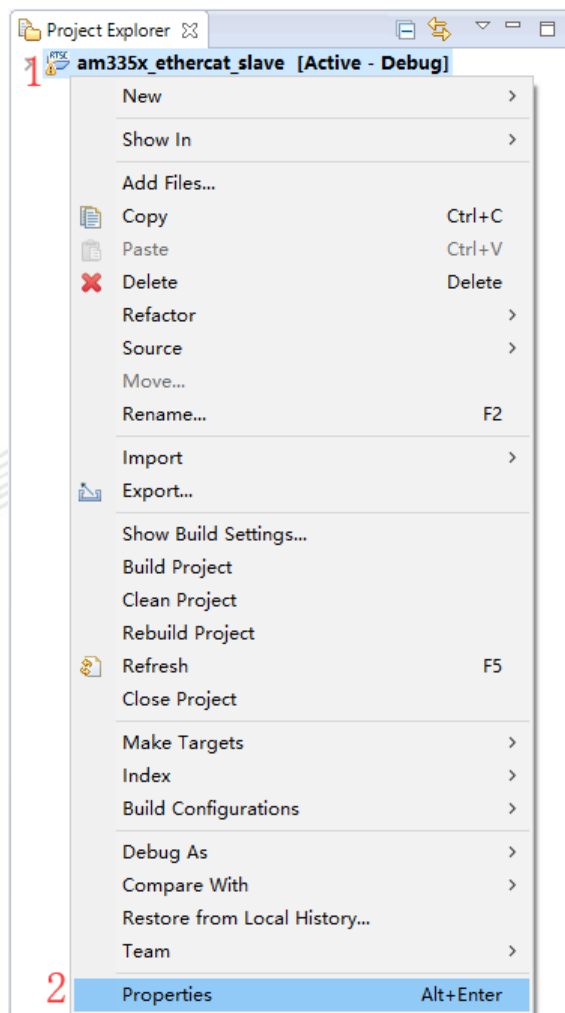 Project Explorer
1 RTSC am335x_ethercat_slave [Active - Debug]
New
Show In
Add Files...
Copy Ctrl+C
Paste Ctrl+V
Delete Delete
Refactor
Source
Move...
Rename... F2
Import
Export...
Show Build Settings...
Build Project
Clean Project
Rebuild Project
Refresh F5
Close Project
Make Targets
Index
Build Configurations
Debug As
Compare With
Restore from Local History...
Team
2 Properties Alt+Enter